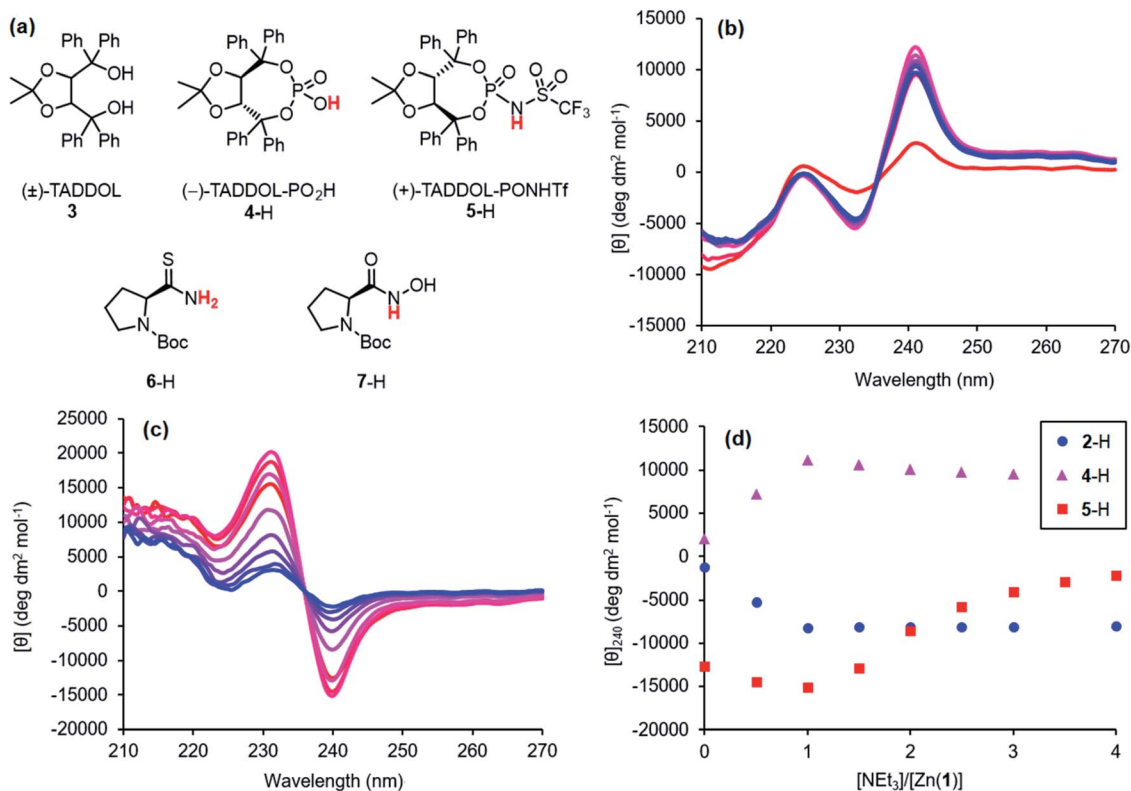 (a)
Ph Ph
OH
O
O
OH
Ph Ph
(±)-TADDOL
3
Ph Ph
O
O
O
P
OH
O
O
Ph Ph
(−)-TADDOL-PO2H
4-H
Ph Ph
O
O
O
P
O
O
N
H
O O
S
CF3
Ph Ph
(+)-TADDOL-PONHTf
5-H
S
NH2
N
Boc
6-H
O
OH
N
H
N
Boc
7-H
(b)
15000
10000
5000
0
-5000
-10000
-15000
[θ] (deg dm2 mol-1)
210 220 230 240 250 260 270
Wavelength (nm)
(c)
25000
20000
15000
10000
5000
0
-5000
-10000
-15000
-20000
[θ] (deg dm2 mol-1)
210 220 230 240 250 260 270
Wavelength (nm)
(d)
15000
10000
5000
0
-5000
-10000
-15000
-20000
[θ]240 (deg dm2 mol-1)
0 1 2 3 4
[NEt3]/[Zn(1)]
2-H
4-H
5-H